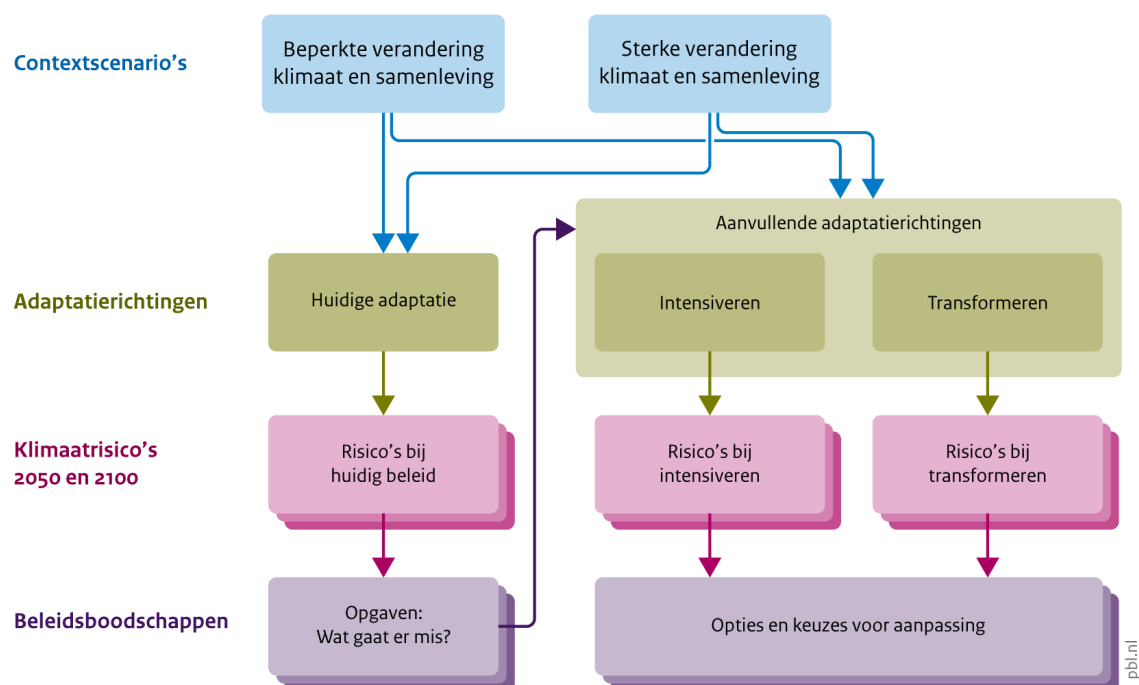 Contextscenario’s
Beperkte verandering
klimaat en samenleving
Sterke verandering
klimaat en samenleving
Aanvullende adaptatierichtingen
Adaptatierichtingen
Huidige adaptatie
Intensiveren
Transformeren
Klimaatrisico’s
2050 en 2100
Risico’s bij
huidig beleid
Risico’s bij
intensiveren
Risico’s bij
transformeren
Beleidsboodschappen
Opgaven:
Wat gaat er mis?
Opties en keuzes voor aanpassing
pbl.nl